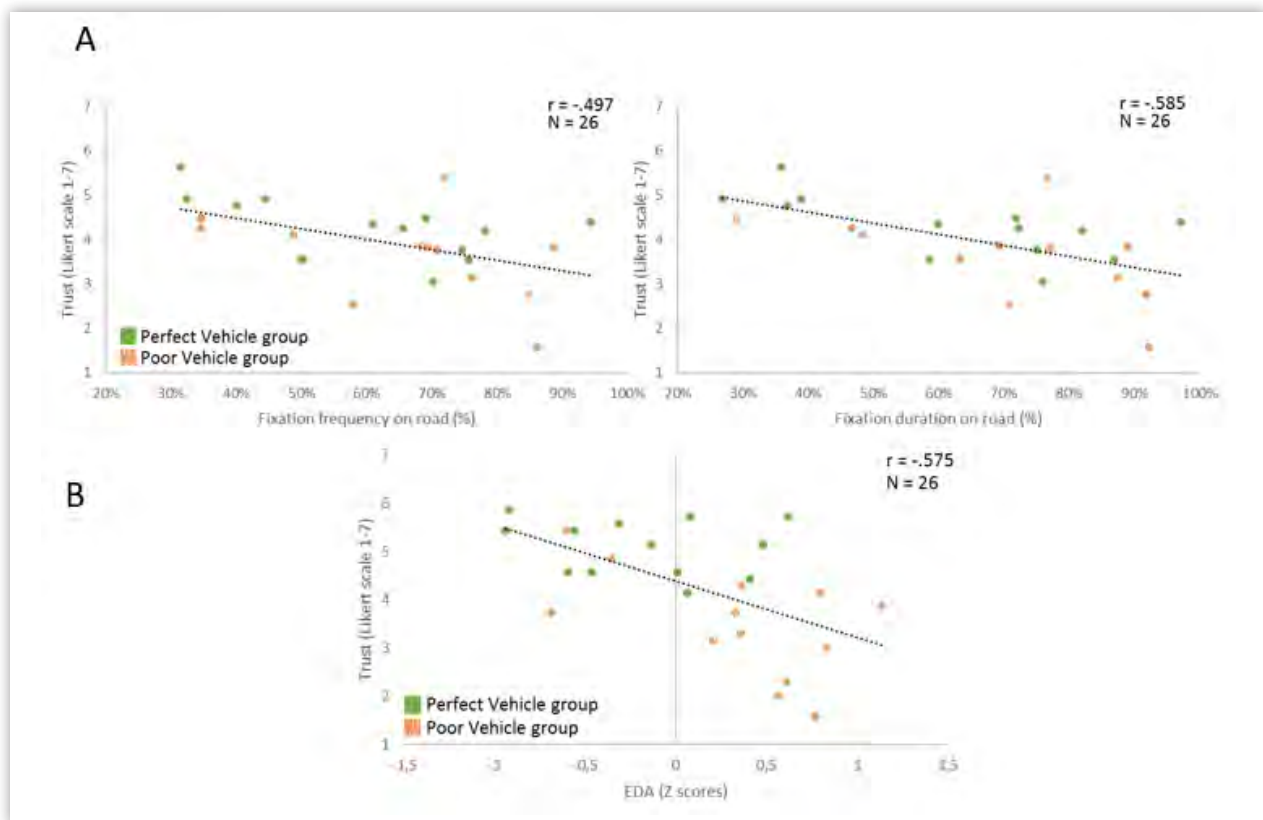 A
r = -.497
N = 26
7
6
5
4
3
2
1
Trust (Likert scale 1-7)
Perfect Vehicle group
Poor Vehicle group
20% 30% 40% 50% 60% 70% 80% 90% 100%
Fixation frequency on road (%)
r = -.585
N = 26
7
6
5
4
3
2
1
Trust (Likert scale 1-7)
20% 30% 40% 50% 60% 70% 80% 90% 100%
Fixation duration on road (%)
B
r = -.575
N = 26
7
6
5
4
3
2
1
Trust (Likert scale 1-7)
Perfect Vehicle group
Poor Vehicle group
-1,5 -1 -0,5 0 0,5 1 1,5
EDA (Z scores)